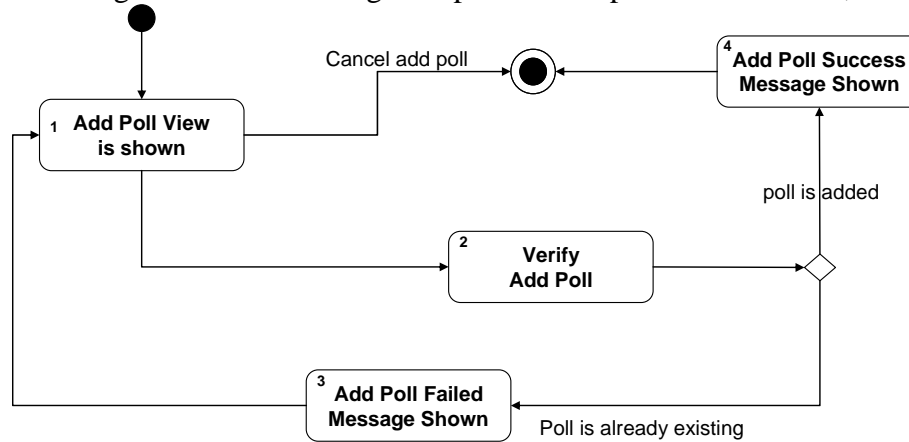 Cancel add poll
4
Add Poll Success
Message Shown
1
Add Poll View
is shown
poll is added
2
Verify
Add Poll
3
Add Poll Failed
Message Shown
Poll is already existing